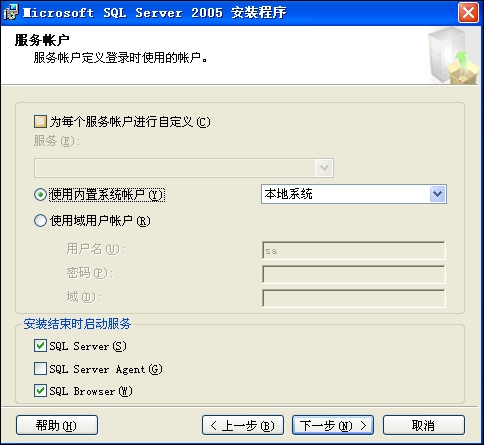 Microsoft SQL Server 2005 安装程序
服务帐户
服务帐户定义登录时使用的帐户。
为每个服务帐户进行自定义(C)
服务(E):
使用内置系统帐户(Y)
本地系统
使用域用户帐户(R)
用户名(U):
sa
密码(P):
域(D):
安装结束时启动服务
SQL Server(S)
SQL Server Agent(G)
SQL Browser(W)
帮助(H)
< 上一步(B)
下一步(N) >
取消